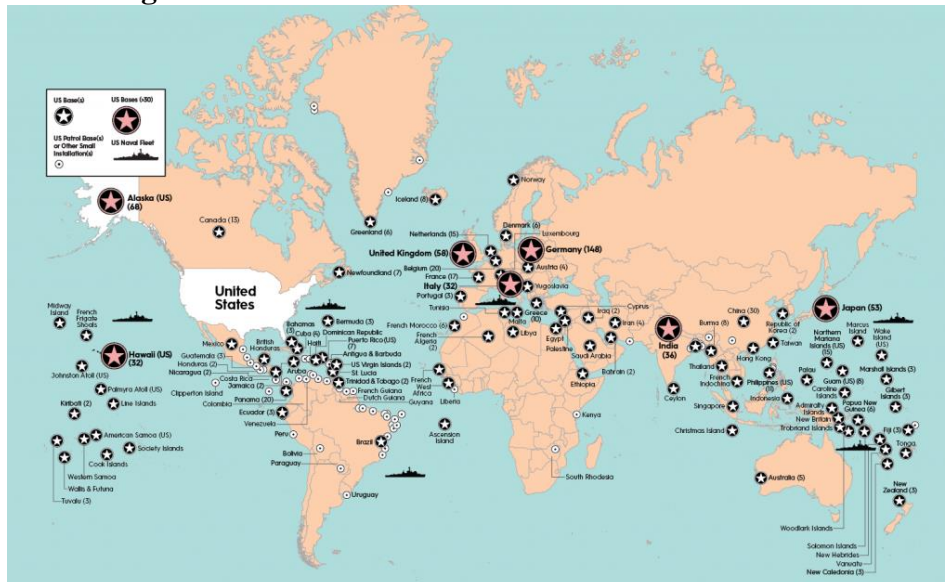 US Base(s)
US Bases (>30)
US Patrol Base(s)
or Other Small
Installation(s)
US Naval Fleet
Alaska (US)
(68)
Canada (13)
Greenland (6)
Iceland (8)
Norway
Denmark (6)
Luxembourg
Netherlands (15)
United Kingdom (58)
Germany (148)
Belgium (20)
France (17)
Austria (4)
Italy (32)
Yugoslavia
Portugal (3)
Newfoundland (7)
United
States
Midway
Island
French
Frigate
Shoals
Hawaii (US)
(32)
Johnston Atoll (US)
Palmyra Atoll (US)
Kiribati (2)
Line Islands
American Samoa (US)
Society Islands
Cook Islands
Western Samoa
Wallis & Futuna
Tuvalu (3)
Mexico
Bahamas
(3)
Cuba (4)
Bermuda (3)
Dominican Republic
Haiti
Puerto Rico (US)
(7)
Antigua & Barbuda
US Virgin Islands (2)
St. Lucia
Trinidad & Tobago (2)
French Guiana
Dutch Guiana
Guyana
British
Honduras
Guatemala (3)
Honduras (2)
Nicaragua (2)
Costa Rica
Jamaica (2)
Aruba
Clipperton Island
Panama (20)
Colombia
Ecuador (3)
Venezuela
Peru
Brazil
Bolivia
Paraguay
Uruguay
Tunisia
Malta
Greece
(10)
Cyprus
French Morocco (6)
French
Algeria (2)
Libya
Egypt
Palestine
Iraq (2)
Iran (4)
Saudi Arabia
Bahrain (2)
Ethiopia
French West
Africa
Liberia
Ascension
Island
Kenya
South Rhodesia
India
(36)
Ceylon
Burma (8)
China (30)
Republic of
Korea (2)
Japan (53)
Taiwan
Hong Kong
Thailand
French
Indochina
Philippines (US)
(11)
Singapore
Indonesia
Christmas Island
Northern
Mariana
Islands (US)
(15)
Marcus
Island
Wake
Island
(US)
Guam (US) (8)
Marshall Islands (3)
Palau
Caroline
Islands
Gilbert
Islands (3)
Papua New
Guinea (6)
Admiralty
Islands
New Britain
Trobriand Islands
Fiji (3)
Tonga
Australia (5)
New
Zealand (3)
Woodlark Islands
Solomon Islands
New Hebrides
Vanuatu
New Caledonia (3)